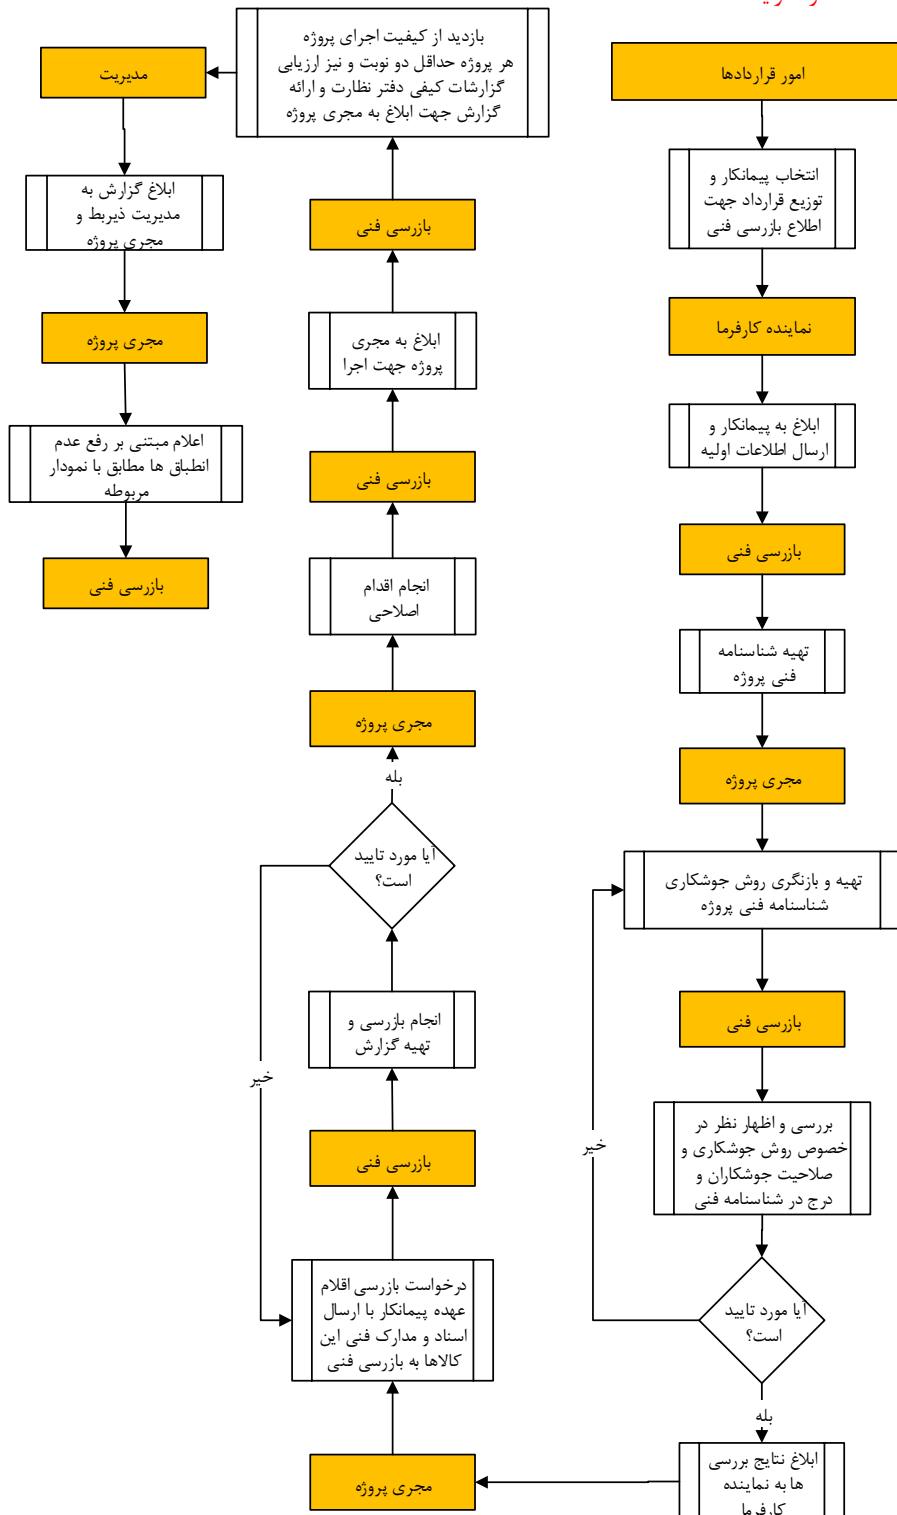 امور قراردادها
انتخاب پیمانکار و
توزیع قرارداد جهت
اطلاع بازرسی فنی
نماینده کارفرما
ابلاغ به پیمانکار و
ارسال اطلاعات اولیه
بازرسی فنی
تهیه شناسنامه
فنی پروژه
مجری پروژه
تهیه و بازنگری روش جوشکاری
شناسنامه فنی پروژه
بازرسی فنی
بررسی و اظهار نظر در
خصوص روش جوشکاری و
صلاحیت جوشکاران و
درج در شناسنامه فنی
خیر
آیا مورد تایید
است؟
بله
ابلاغ نتایج بررسی
ها به نماینده
کارفرما
مجری پروژه
درخواست بازرسی اقلام
عهده پیمانکار با ارسال
اسناد و مدارک فنی این
کالاها به بازرسی فنی
بازرسی فنی
انجام بازرسی و
تهیه گزارش
خیر
آیا مورد تایید
است؟
بله
مجری پروژه
انجام اقدام
اصلاحی
بازرسی فنی
ابلاغ به مجری
پروژه جهت اجرا
بازرسی فنی
بازدید از کیفیت اجرای پروژه
هر پروژه حداقل دو نوبت و نیز ارزیابی
گزارشات کیفی دفتر نظارت و ارائه
گزارش جهت ابلاغ به مجری پروژه
مدیریت
ابلاغ گزارش به
مدیریت ذیربط و
مجری پروژه
مجری پروژه
اعلام مبتنی بر رفع عدم
انطباق ها مطابق با نمودار
مربوطه
بازرسی فنی